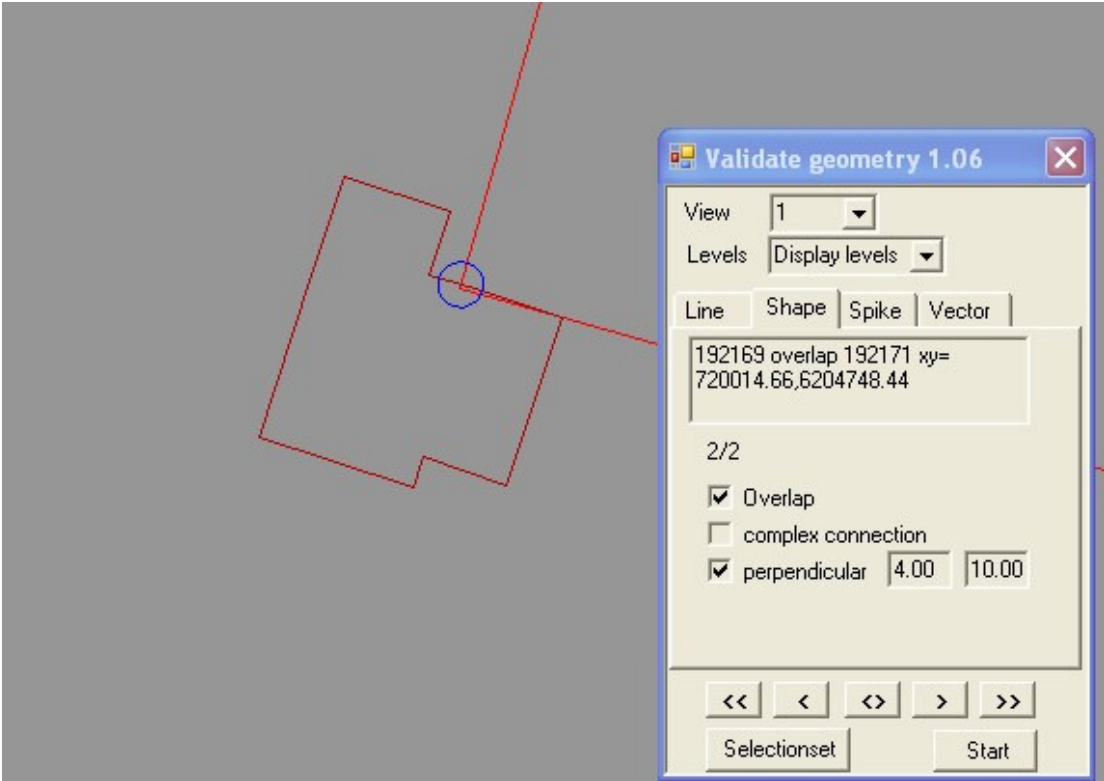 Validate geometry 1.06
View 1
Levels Display levels
Line Shape Spike Vector
192169 overlap 192171 xy=
720014.66,6204748.44
2/2
Overlap
complex connection
perpendicular 4.00 10.00
<< < <> > >>
Selectionset Start